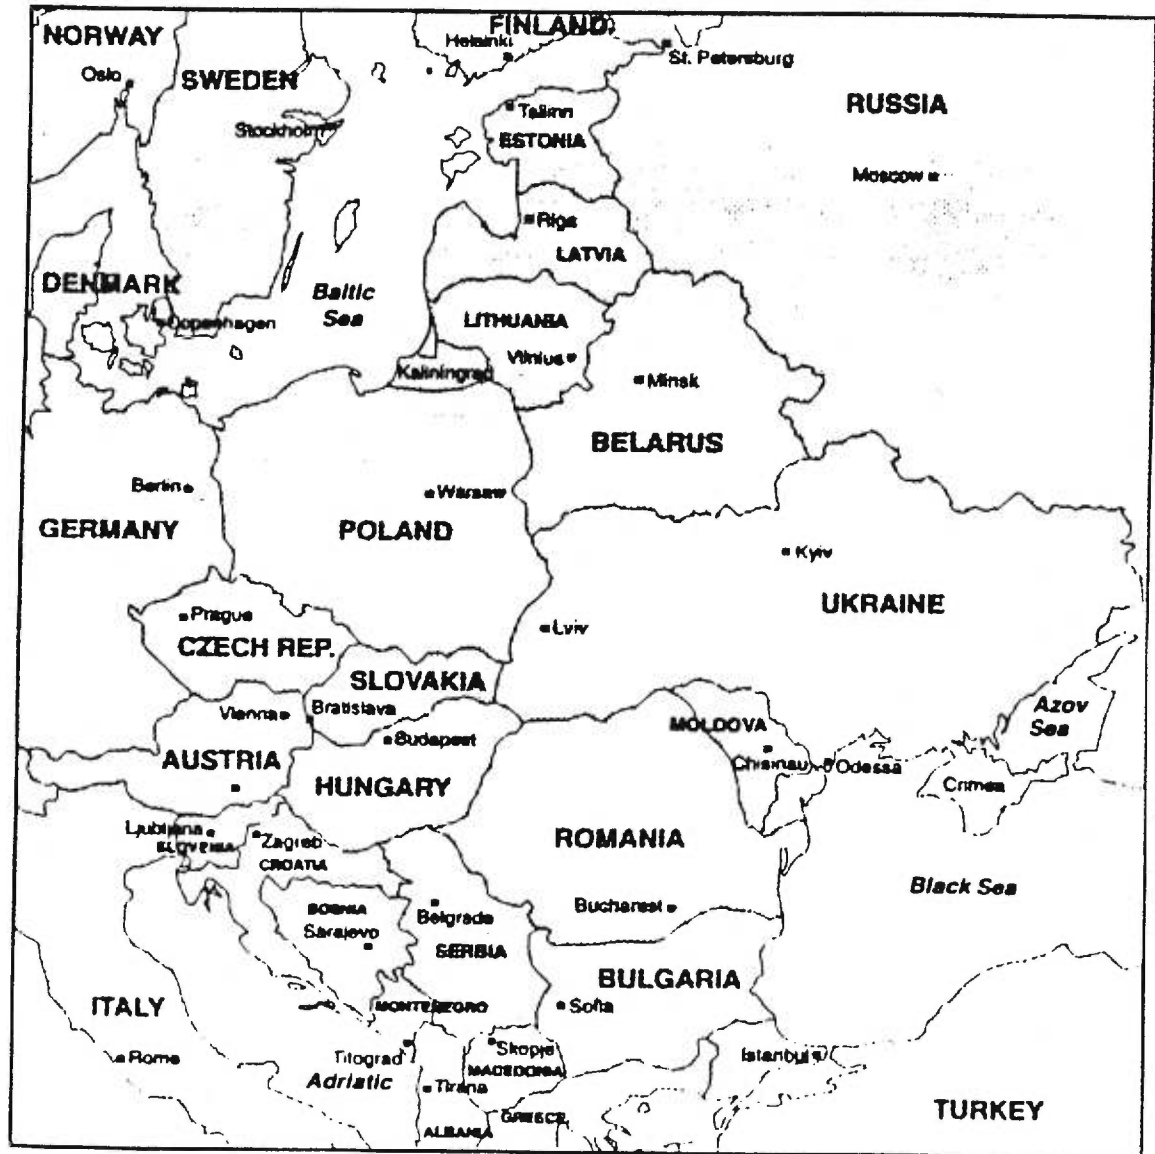 NORWAY
FINLAND
Helsinki
Oslo
SWEDEN
St. Petersburg
RUSSIA
Tallinn
Stockholm
ESTONIA
Moscow
Riga
LATVIA
DENMARK
Baltic
Sea
LITHUANIA
Copenhagen
Vilnius
Kaliningrad
Minsk
BELARUS
Berlin
Warsaw
GERMANY
POLAND
Kyiv
UKRAINE
Prague
Lviv
CZECH REP.
SLOVAKIA
Azov
Sea
Vienna
Bratislava
MOLDOVA
Budapest
AUSTRIA
Chisinau
Odessa
HUNGARY
Crimea
Ljubljana
SLOVENIA
Zagreb
CROATIA
ROMANIA
Black Sea
BOSNIA
Sarajevo
Belgrade
Bucharest
SERBIA
BULGARIA
ITALY
MONTENEGRO
Sofia
Rome
Titograd
Skopje
Istanbul
MACEDONIA
Adriatic
Tirana
GREECE
TURKEY
ALBANIA